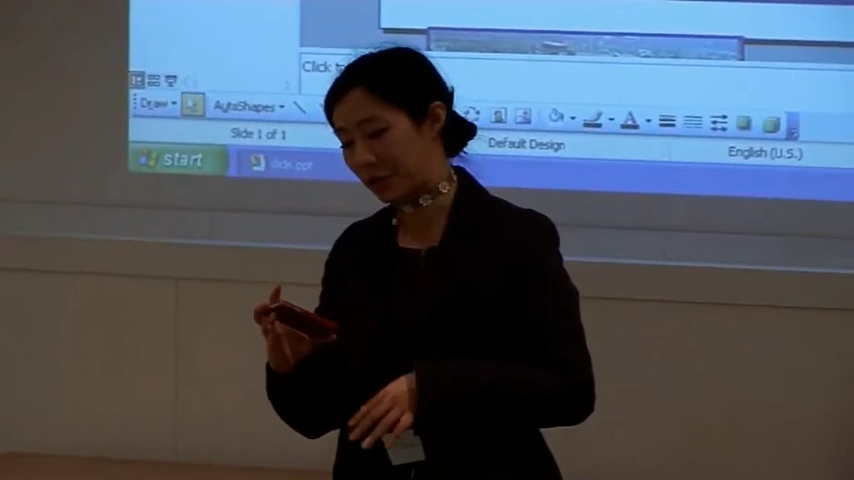 Click
Draw AutoShapes A
Slide 1 of 1 Default Design English (U.S.)
start slide.ppt